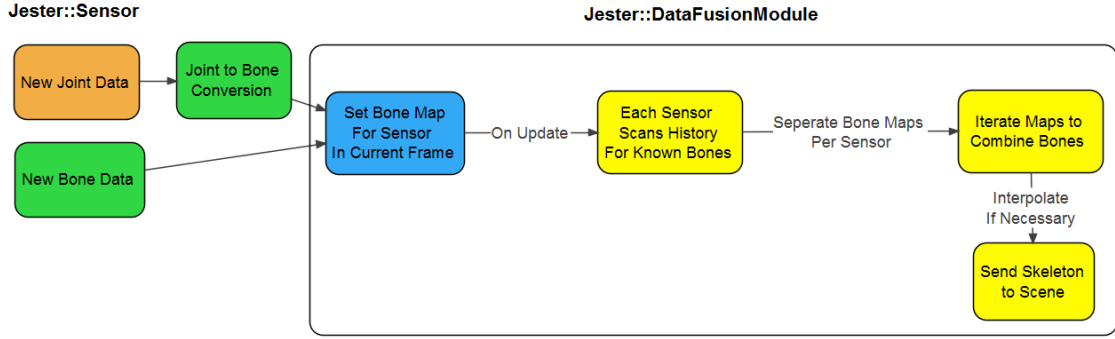 Jester::Sensor
Jester::DataFusionModule
New Joint Data
Joint to Bone
Conversion
New Bone Data
Set Bone Map
For Sensor
In Current Frame
On Update
Each Sensor
Scans History
For Known Bones
Seperate Bone Maps
Per Sensor
Iterate Maps to
Combine Bones
Interpolate
If Necessary
Send Skeleton
to Scene